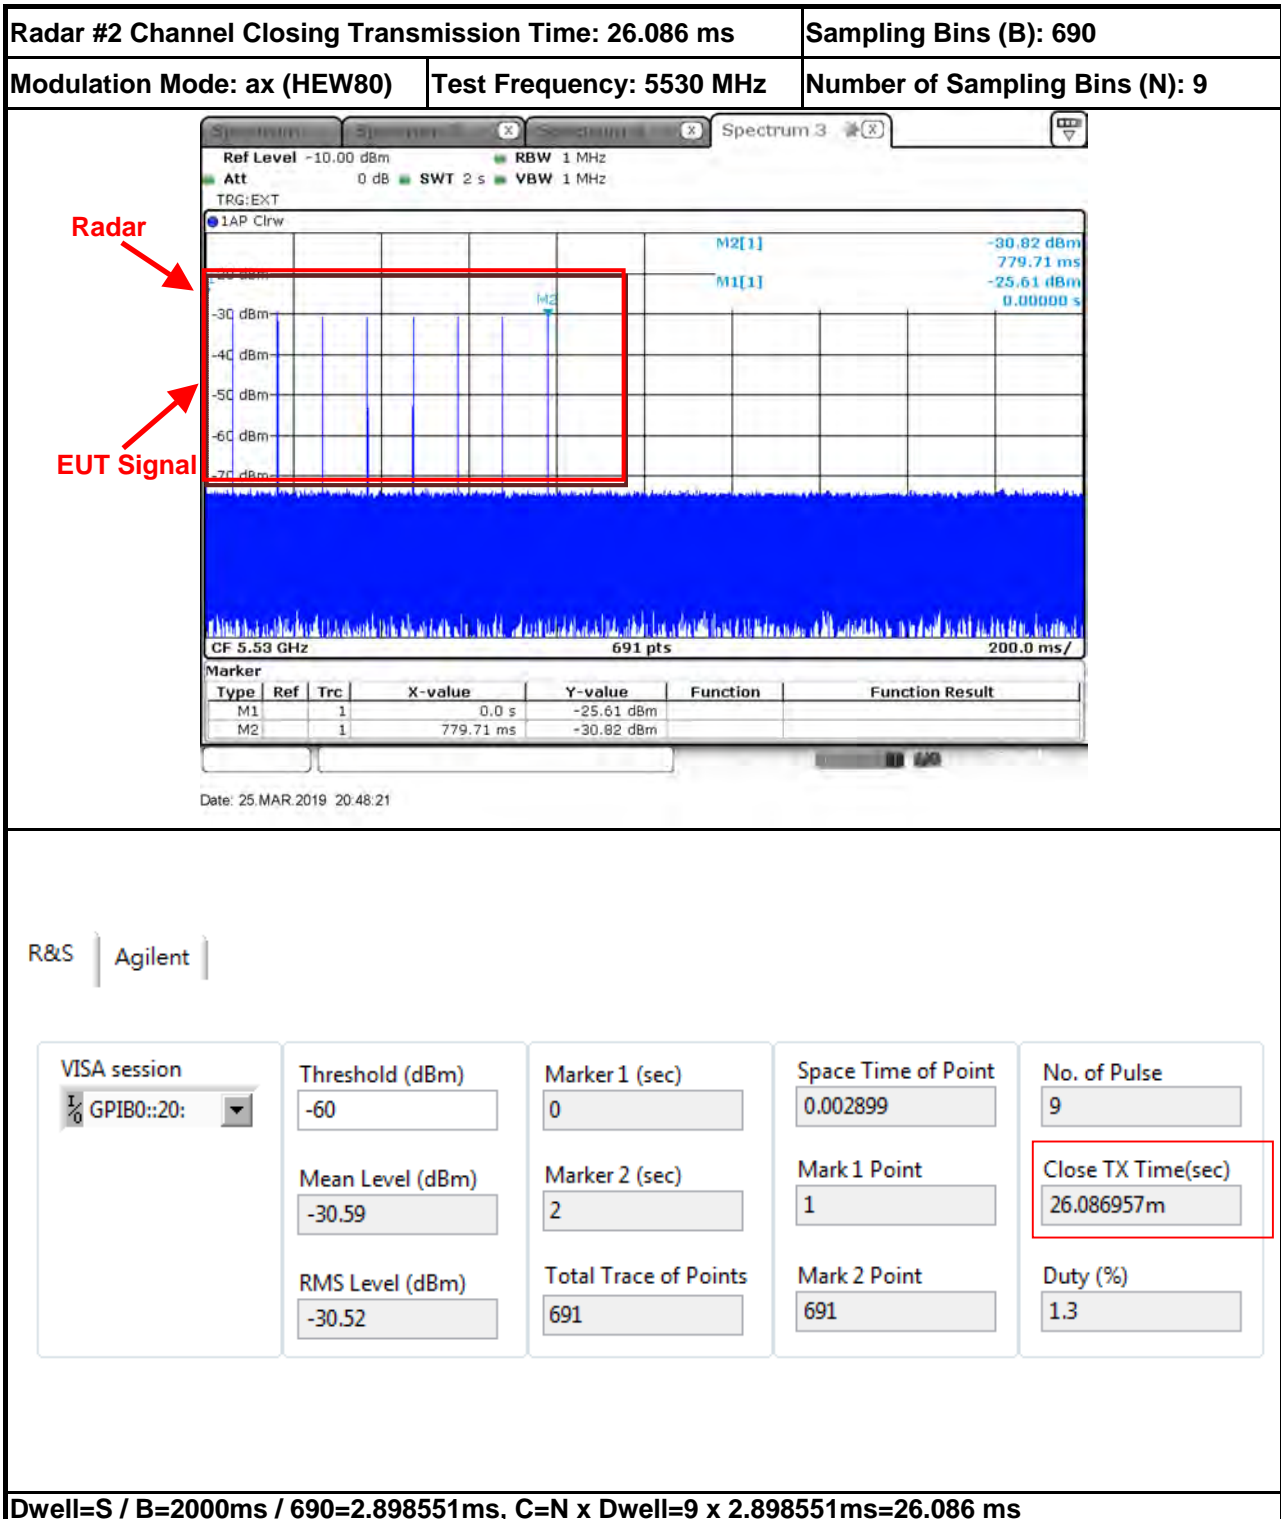 Radar #2 Channel Closing Transmission Time: 26.086 ms
Sampling Bins (B): 690
Modulation Mode: ax (HEW80)
Test Frequency: 5530 MHz
Number of Sampling Bins (N): 9
Spectrum 3
Ref Level -10.00 dBm
RBW 1 MHz
Att 0 dB SWT 2 s VBW 1 MHz
TRG:EXT
1AP Clrw
Radar
M2[1] -30.82 dBm
779.71 ms
M1[1] -25.61 dBm
0.00000 s
M2
-30 dBm
-40 dBm
-50 dBm
-60 dBm
-70 dBm
EUT Signal
CF 5.53 GHz 691 pts 200.0 ms/
Marker
Type Ref Trc X-value Y-value Function Function Result
M1 1 0.0 s -25.61 dBm
M2 1 779.71 ms -30.82 dBm
Date: 25.MAR.2019 20:48:21
R&S Agilent
VISA session
GPIB0::20:
Threshold (dBm)
-60
Mean Level (dBm)
-30.59
RMS Level (dBm)
-30.52
Marker 1 (sec)
0
Marker 2 (sec)
2
Total Trace of Points
691
Space Time of Point
0.002899
Mark 1 Point
1
Mark 2 Point
691
No. of Pulse
9
Close TX Time(sec)
26.086957m
Duty (%)
1.3
Dwell=S / B=2000ms / 690=2.898551ms, C=N x Dwell=9 x 2.898551ms=26.086 ms